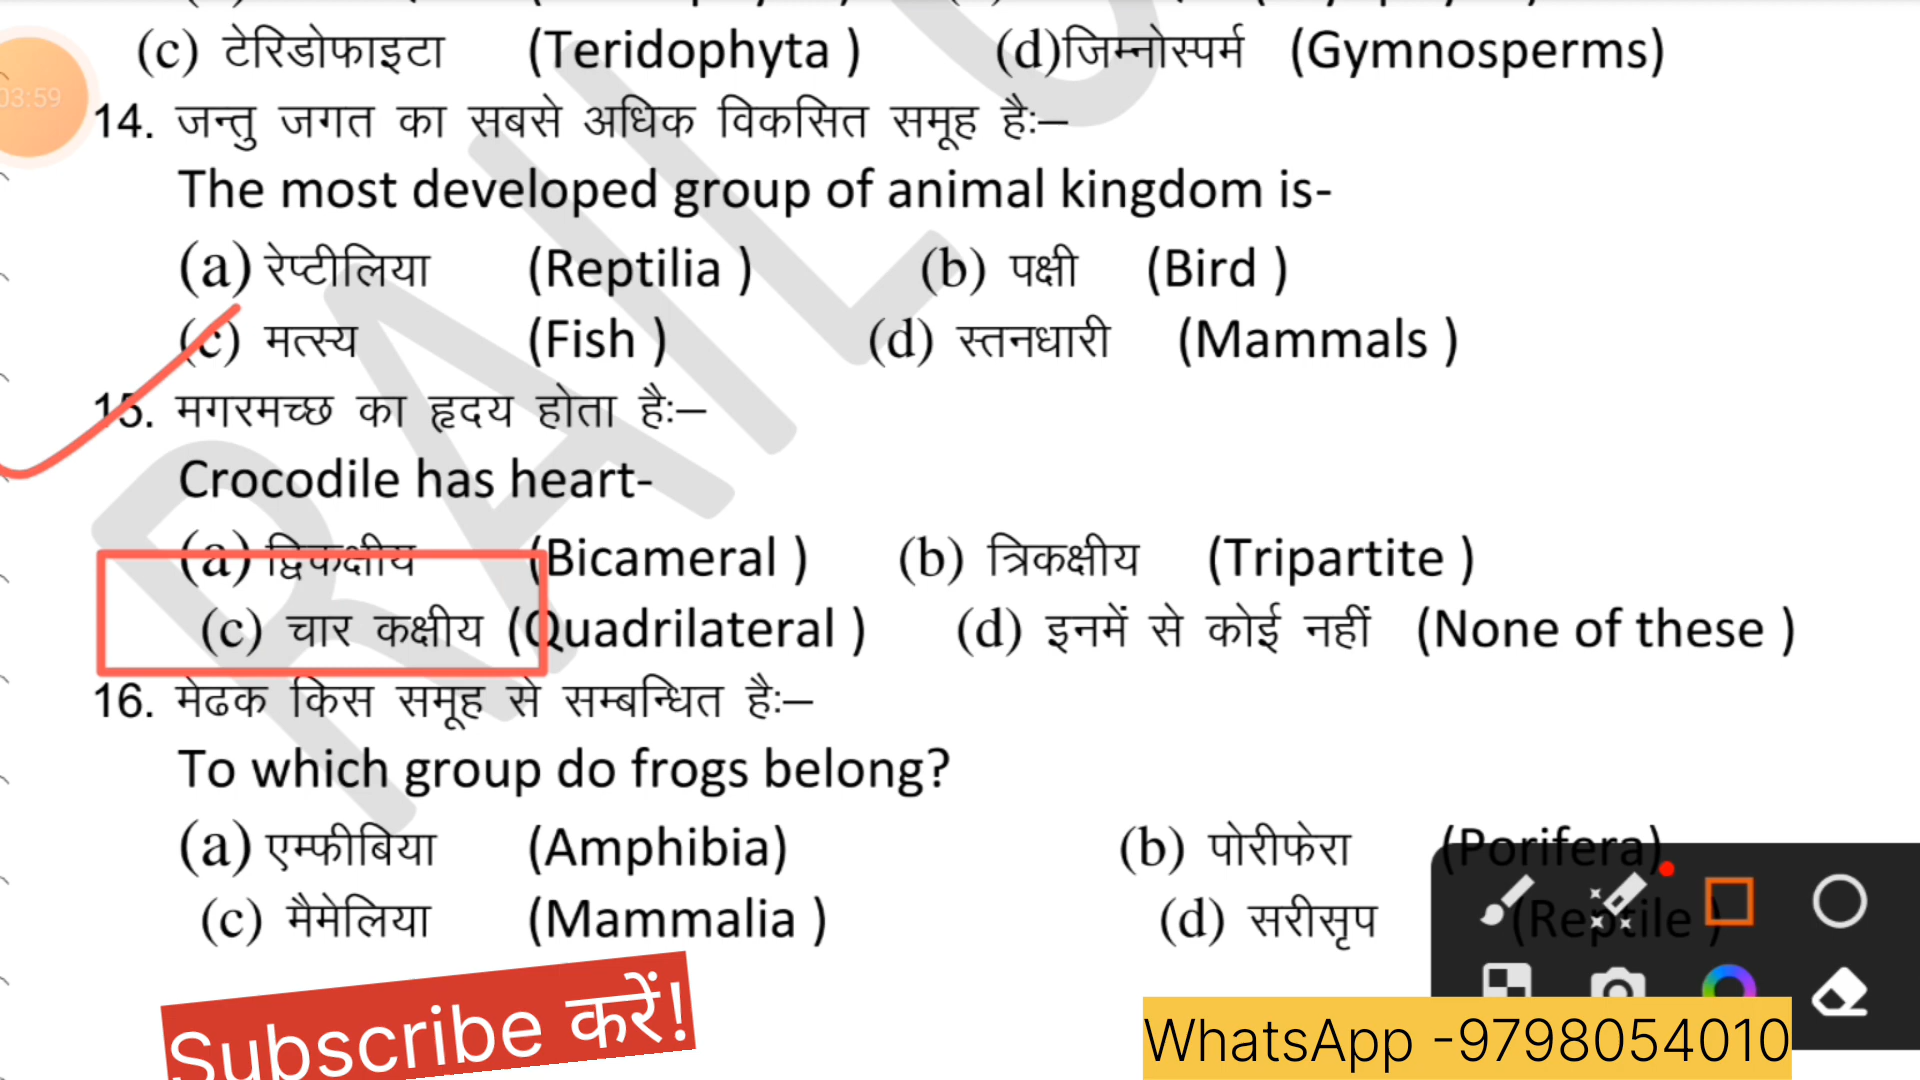 (c) टेरिडोफाइटा (Teridophyta ) (d)जिम्नोस्पर्म (Gymnosperms)
03:59
14. जन्तु जगत का सबसे अधिक विकसित समूह है:–
The most developed group of animal kingdom is-
(a) रेप्टीलिया (Reptilia ) (b) पक्षी (Bird )
(c) मत्स्य (Fish ) (d) स्तनधारी (Mammals )
15. मगरमच्छ का हृदय होता है:–
Crocodile has heart-
(a) द्विकक्षीय (Bicameral ) (b) त्रिकक्षीय (Tripartite )
(c) चार कक्षीय (Quadrilateral ) (d) इनमें से कोई नहीं (None of these )
16. मेढक किस समूह से सम्बन्धित है:–
To which group do frogs belong?
(a) एम्फीबिया (Amphibia) (b) पोरीफेरा (Porifera)
(c) मैमेलिया (Mammalia ) (d) सरीसृप (Reptile )
Subscribe करें!
WhatsApp -9798054010